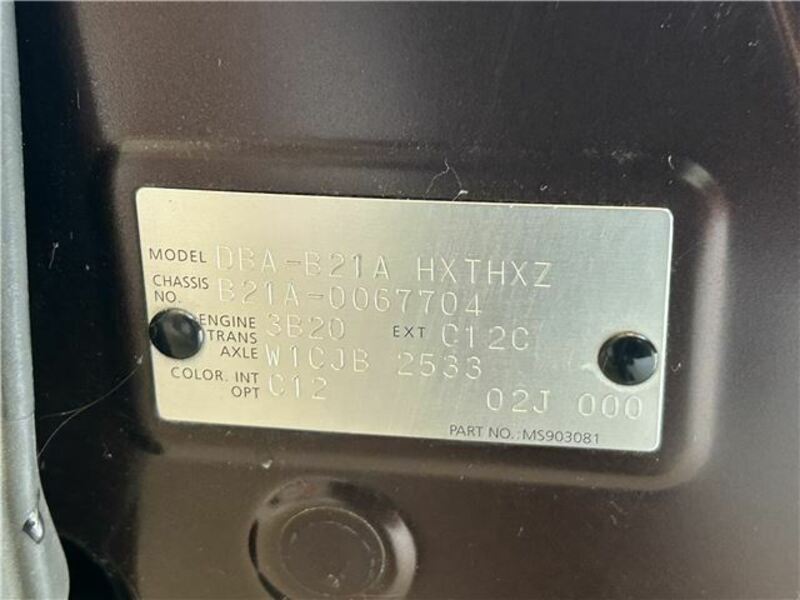 MODEL DBA-B21A HXTHXZ
CHASSIS NO. B21A-0067704
ENGINE 3B20 EXT C12C
TRANS AXLE W1CJB 2533
COLOR. INT C12
OPT 02J 000
PART NO.:MS903081